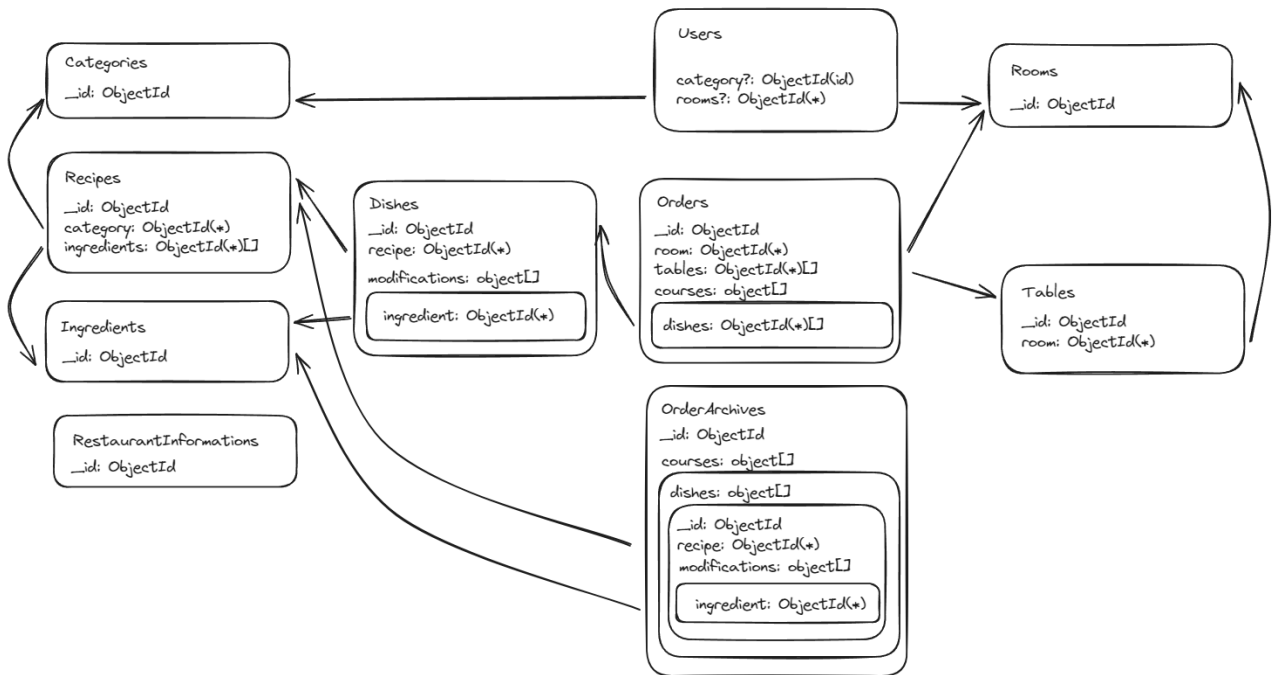 Categories
_id: ObjectId
Users
category?: ObjectId(id)
rooms?: ObjectId(*)
Rooms
_id: ObjectId
Recipes
_id: ObjectId
category: ObjectId(*)
ingredients: ObjectId(*)[]
Dishes
_id: ObjectId
recipe: ObjectId(*)
modifications: object[]
ingredient: ObjectId(*)
Orders
_id: ObjectId
room: ObjectId(*)
tables: ObjectId(*)[]
courses: object[]
dishes: ObjectId(*)[]
Tables
_id: ObjectId
room: ObjectId(*)
Ingredients
_id: ObjectId
RestaurantInformations
_id: ObjectId
OrderArchives
_id: ObjectId
courses: object[]
dishes: object[]
_id: ObjectId
recipe: ObjectId(*)
modifications: object[]
ingredient: ObjectId(*)